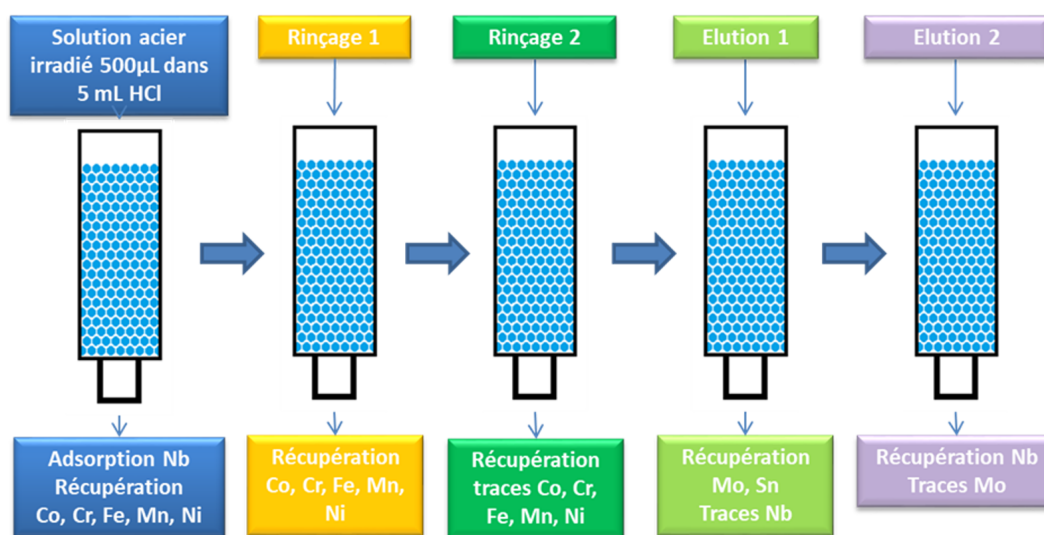 Solution acier
irradié 500µL dans
5 mL HCl
Rinçage 1
Rinçage 2
Elution 1
Elution 2
Adsorption Nb
Récupération
Co, Cr, Fe, Mn, Ni
Récupération
Co, Cr, Fe, Mn,
Ni
Récupération
traces Co, Cr,
Fe, Mn, Ni
Récupération
Mo, Sn
Traces Nb
Récupération Nb
Traces Mo